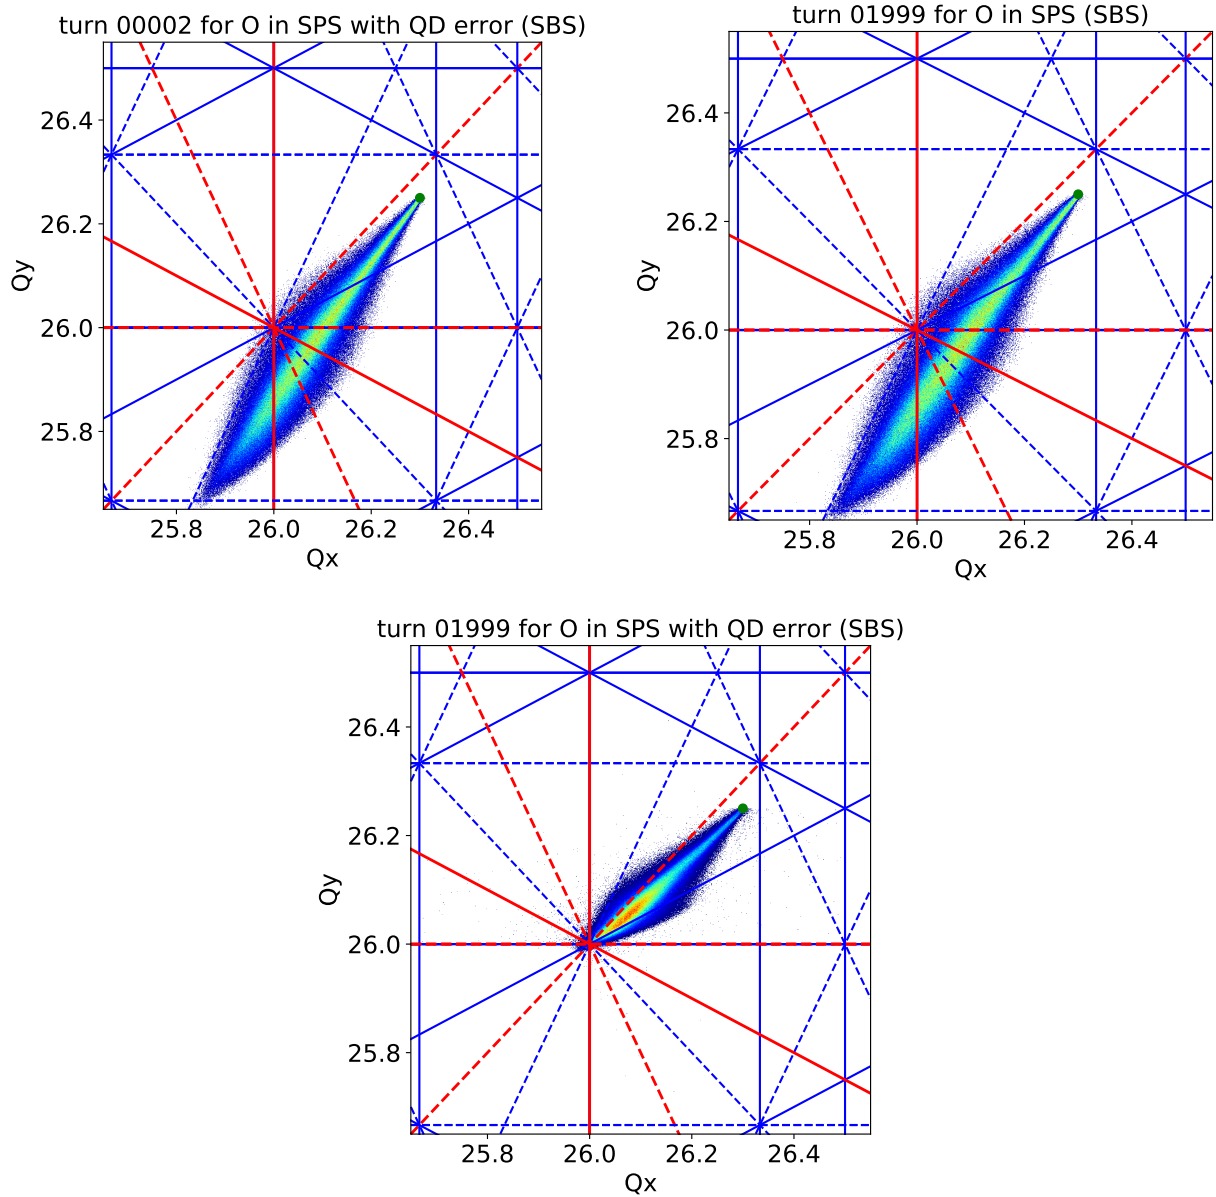 turn 00002 for O in SPS with QD error (SBS)
26.4
26.2
26.0
25.8
Qy
25.8 26.0 26.2 26.4
Qx
turn 01999 for O in SPS (SBS)
26.4
26.2
26.0
25.8
Qy
25.8 26.0 26.2 26.4
Qx
turn 01999 for O in SPS with QD error (SBS)
26.4
26.2
26.0
25.8
Qy
25.8 26.0 26.2 26.4
Qx